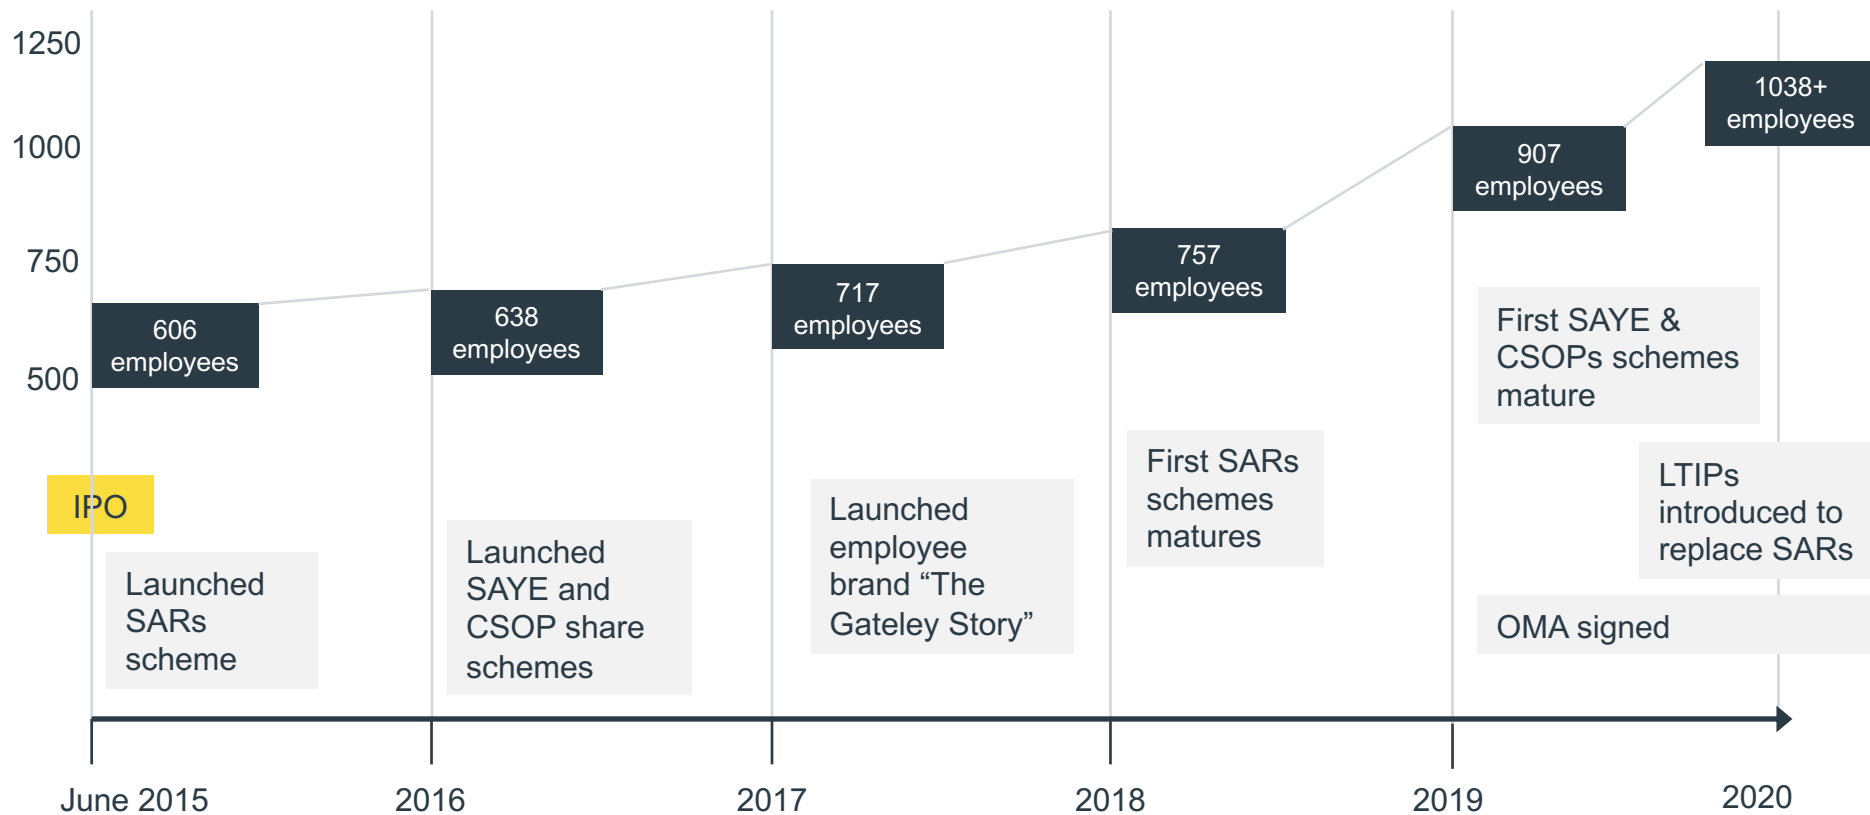 1250
1000
750
500
606
employees
638
employees
717
employees
757
employees
907
employees
1038+
employees
IPO
Launched
SARs
scheme
Launched
SAYE and
CSOP share
schemes
Launched
employee
brand “The
Gateley Story”
First SARs
schemes
matures
First SAYE &
CSOPs schemes
mature
LTIPs
introduced to
replace SARs
OMA signed
June 2015
2016
2017
2018
2019
2020